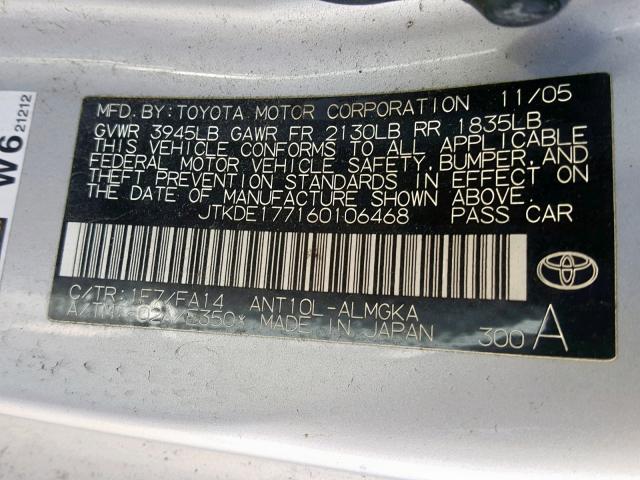 MFD.BY:TOYOTA MOTOR CORPORATION 11/05
GVWR 3945LB GAWR FR 2130LB RR 1835LB
THIS VEHICLE CONFORMS TO ALL APPLICABLE
FEDERAL MOTOR VEHICLE SAFETY, BUMPER, AND
THEFT PREVENTION STANDARDS IN EFFECT ON
THE DATE OF MANUFACTURE SHOWN ABOVE.
JTKDE177160106468 PASS CAR
C/TR:1F7/FA14 ANT10L-ALMGKA
A/TM: /E350* MADE IN JAPAN 300 A
W6
21212